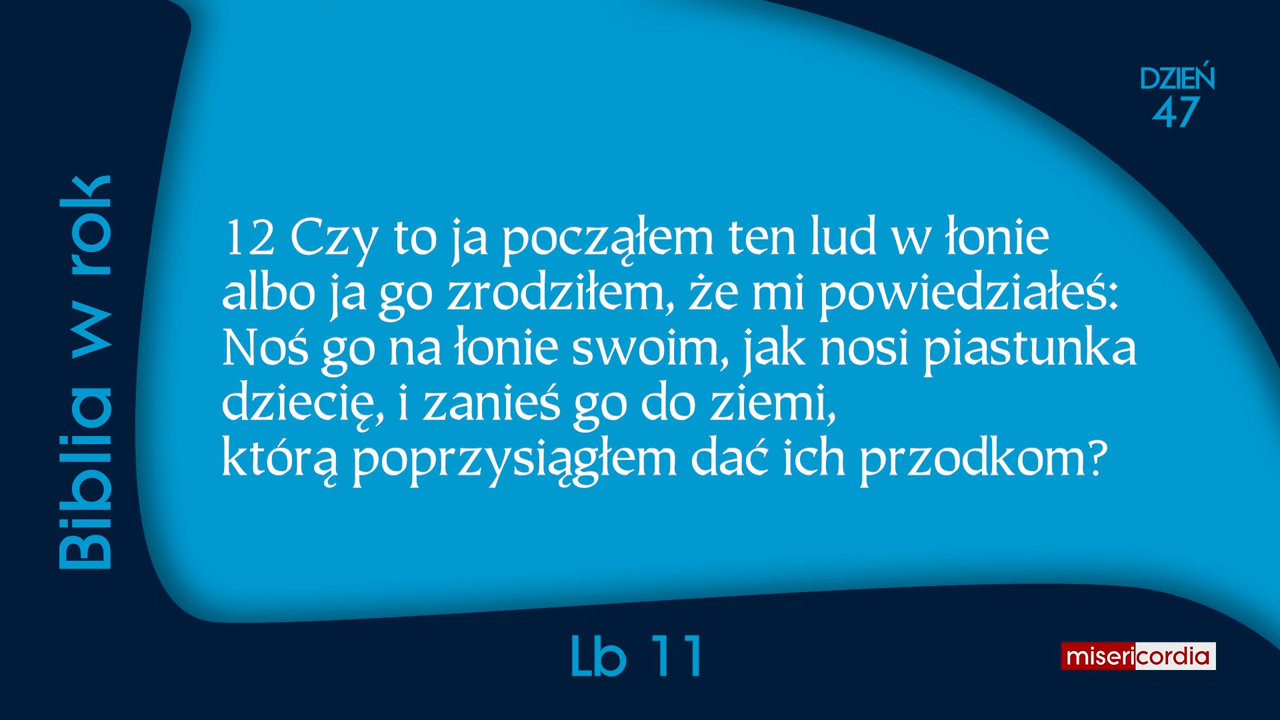 DZIEŃ
47
Biblia w rok
12 Czy to ja począłem ten lud w łonie
albo ja go zrodziłem, że mi powiedziałeś:
Noś go na łonie swoim, jak nosi piastunka
dziecię, i zanieś go do ziemi,
którą poprzysiągłem dać ich przodkom?
Lb 11
misericordia